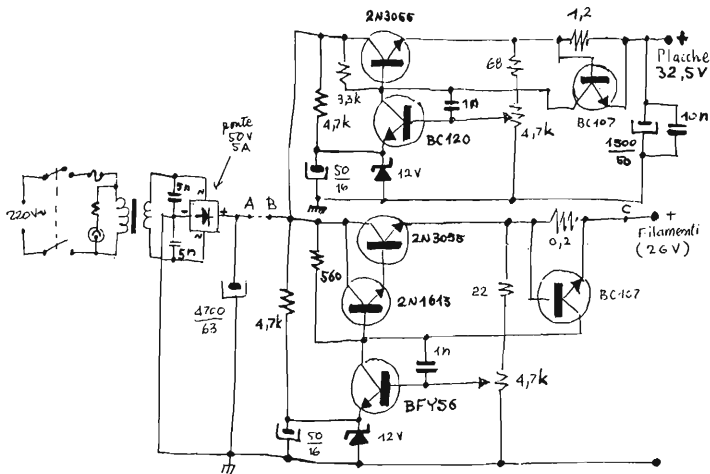 2N3055
1,2
+
Placche
32,5V
68
3,3k
4,7k
1n
4,7k
BC120
BC107
1500
50
10n
ponte
50V
5A
50
16
12V
220V~
5n
5n
-
+
A
B
C
+
Filamenti
(26V)
2N3055
0,2
560
2N1613
22
BC107
4700
63
4,7k
1n
4,7k
BFY56
50
16
12V